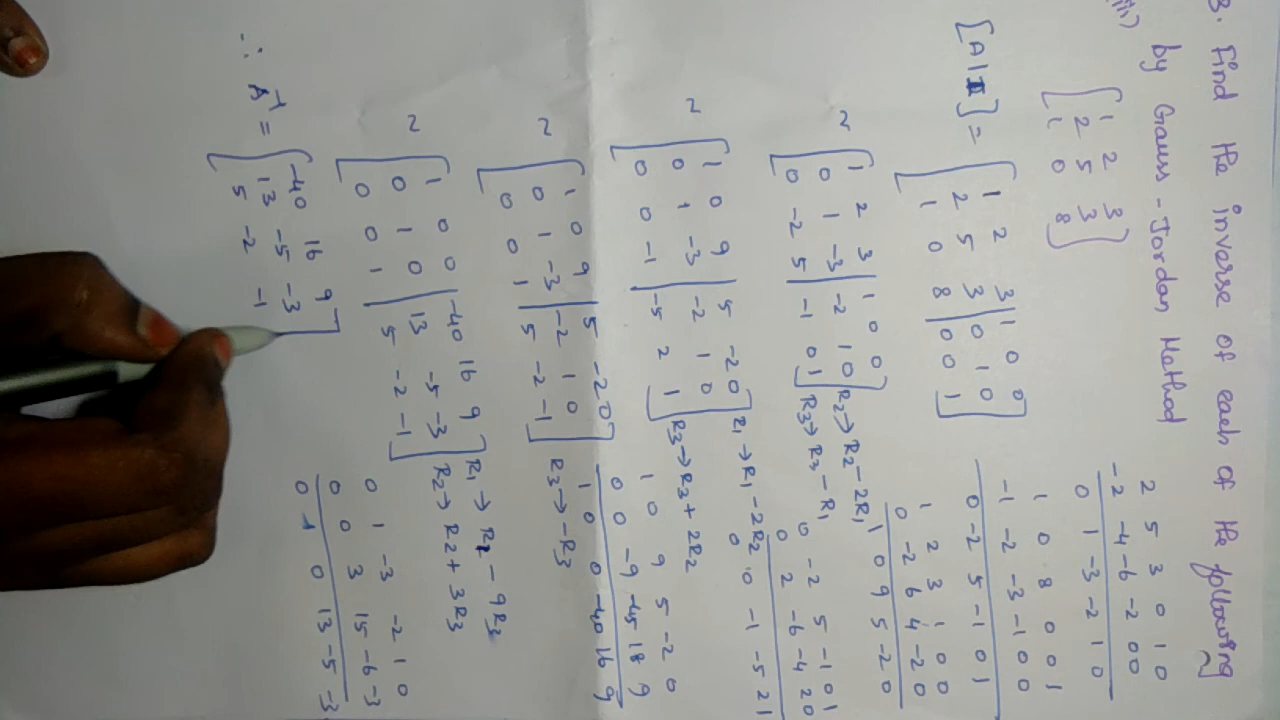 3. Find the inverse of each of the following
(iii) by Gauss-Jordan Method
[1 2 3
2 5 3
1 0 8]
[A|I] = [1 2 3 | 1 0 0
2 5 3 | 0 1 0
1 0 8 | 0 0 1]
~ [1 2 3 | 1 0 0
0 1 -3 | -2 1 0 R2→R2-2R1
0 -2 5 | -1 0 1] R3→R3-R1
~ [1 0 9 | 5 -2 0 R1→R1-2R2
0 1 -3 | -2 1 0
0 0 -1 | -5 2 1] R3→R3+2R2
~ [1 0 9 | 5 -2 0
0 1 -3 | -2 1 0
0 0 1 | 5 -2 -1] R3→-R3
~ [1 0 0 | -40 16 9 R1→R1-9R3
0 1 0 | 13 -5 -3 R2→R2+3R3
0 0 1 | 5 -2 -1]
∴ A⁻¹ = [-40 16 9
13 -5 -3
5 -2 -1]
2 5 3 0 1 0
-2 -4 -6 -2 0 0
0 1 -3 -2 1 0
1 0 8 0 0 1
-1 -2 -3 -1 0 0
0 -2 5 -1 0 1
1 2 3 1 0 0
0 -2 6 4 -2 0
1 0 9 5 -2 0
0 -2 5 -1 0 1
0 2 -6 -4 2 0
0 0 -1 -5 2 1
1 0 9 5 -2 0
0 0 -9 -45 18 9
1 0 0 -40 16 9
0 1 -3 -2 1 0
0 0 3 15 -6 -3
0 1 0 13 -5 -3